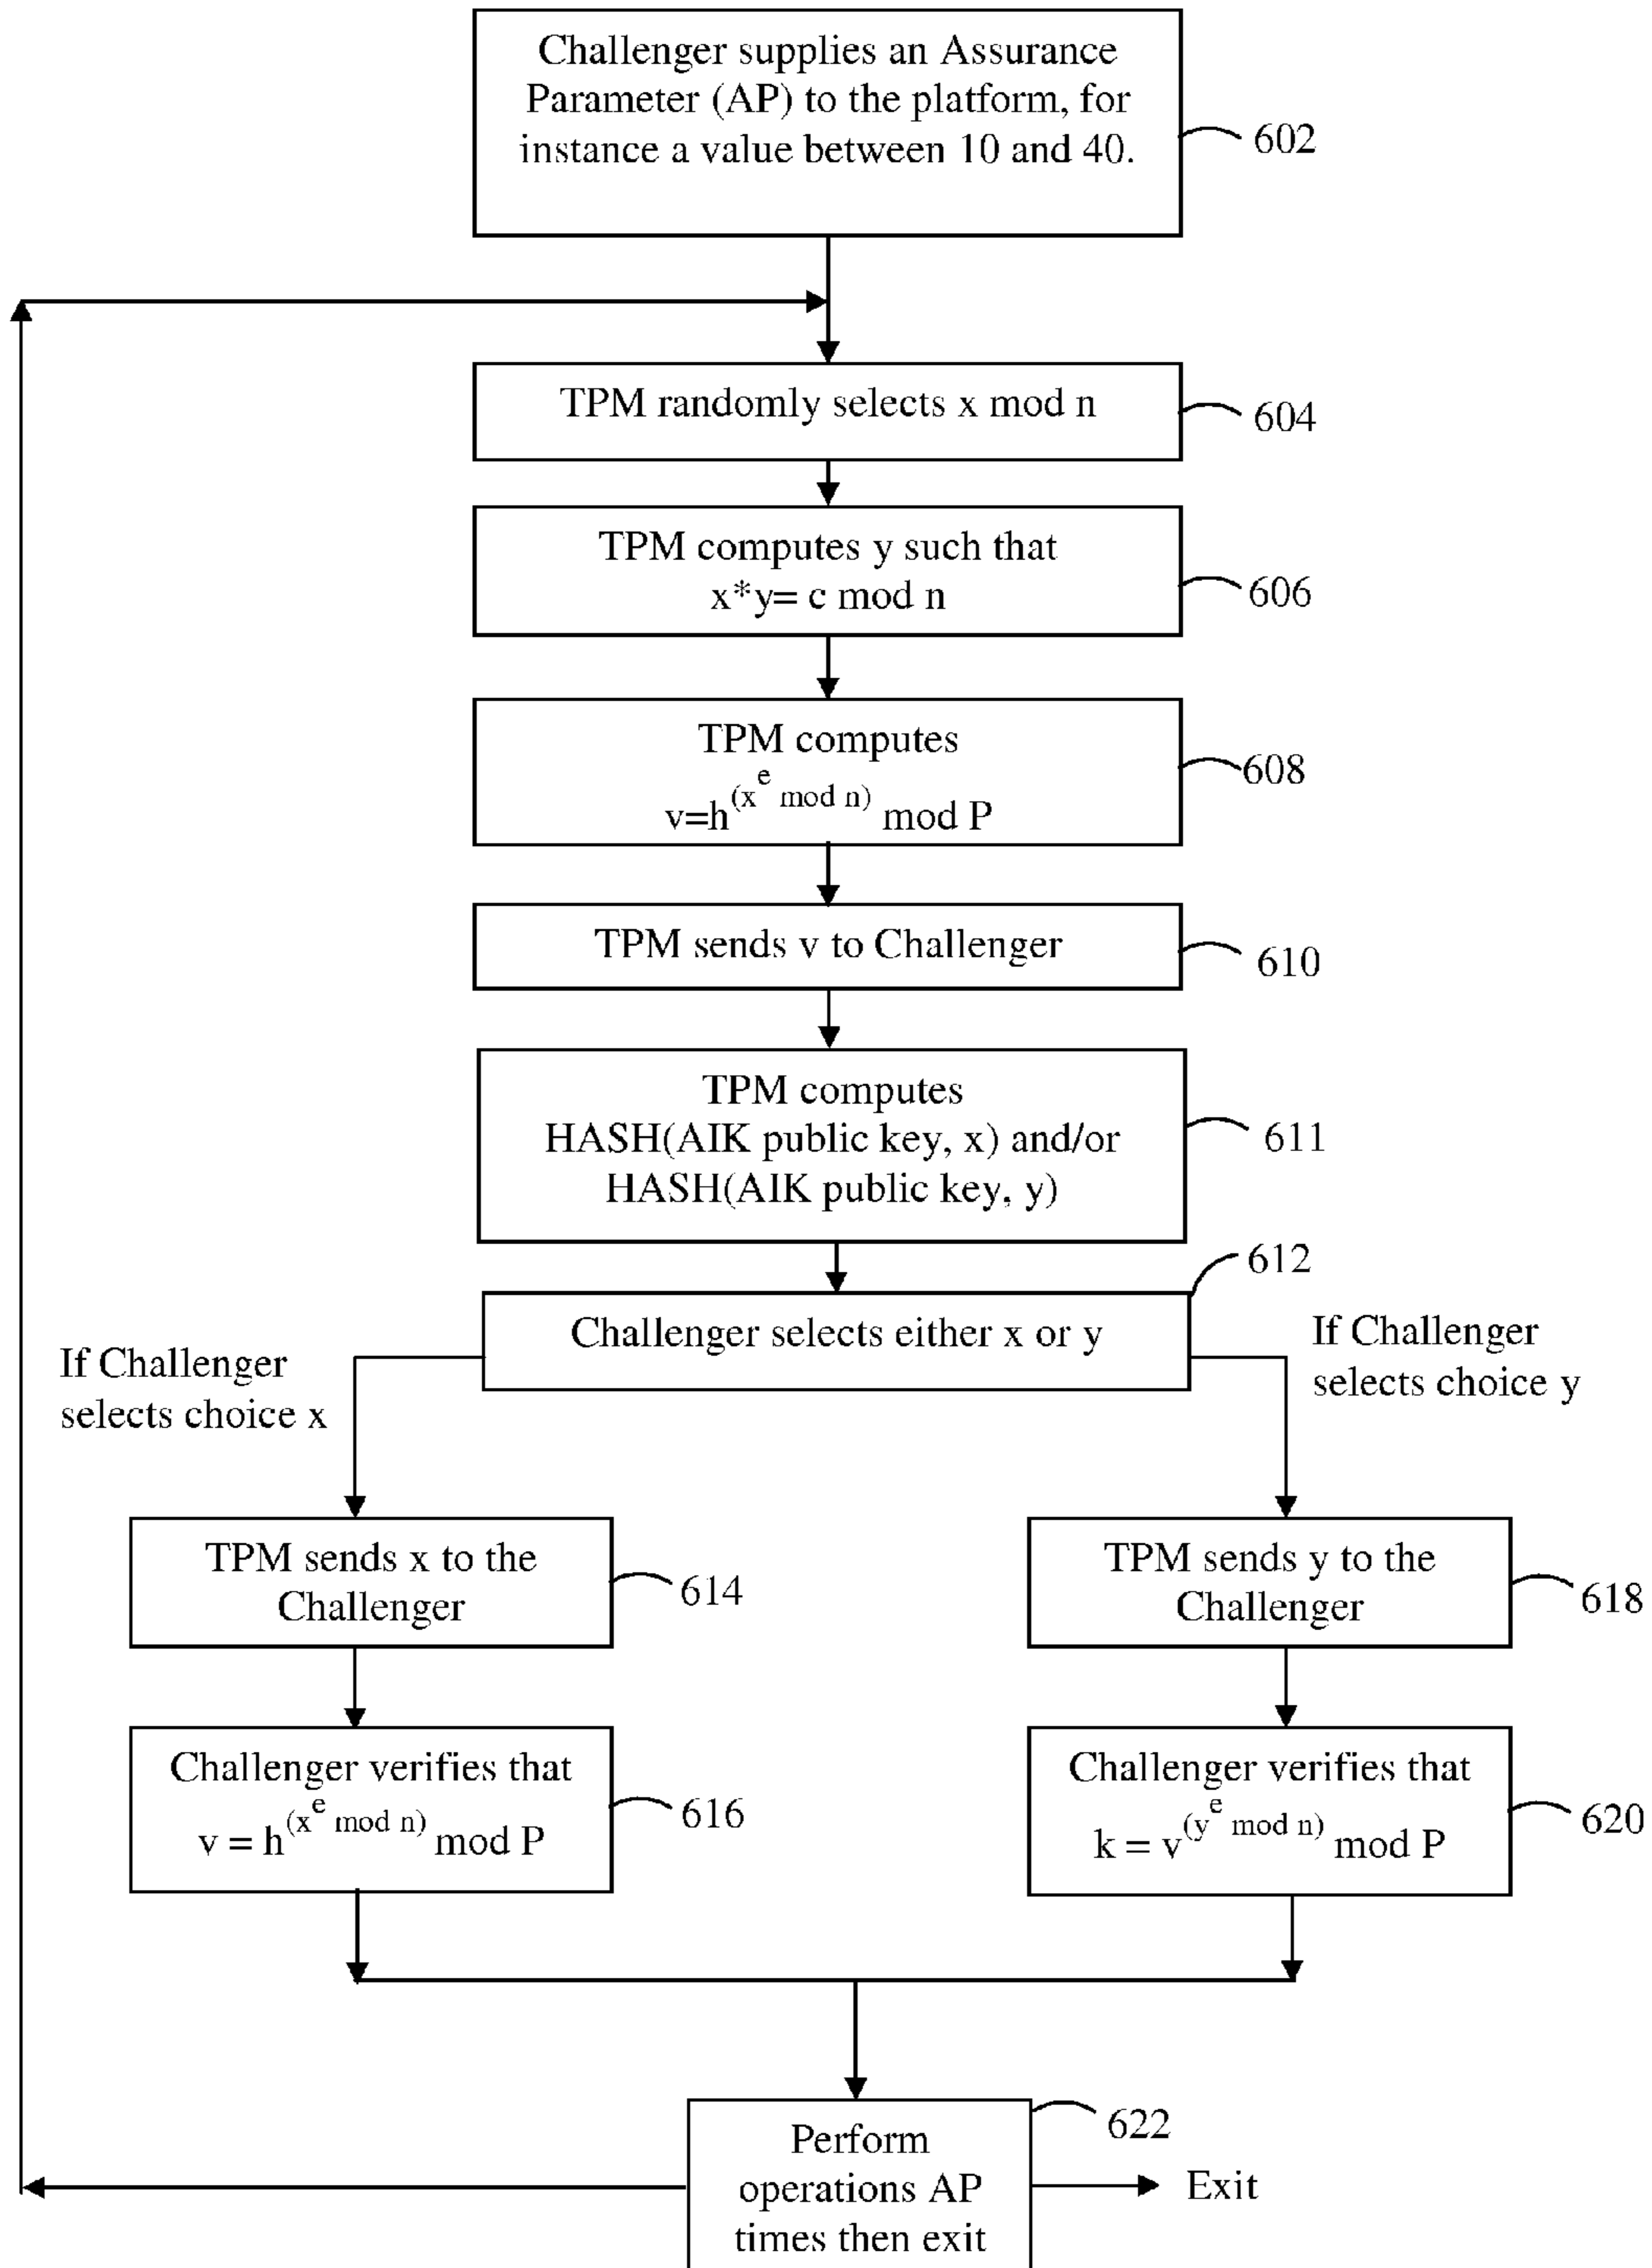 Challenger supplies an Assurance
Parameter (AP) to the platform, for
instance a value between 10 and 40.
602
TPM randomly selects x mod n
604
TPM computes y such that
x*y= c mod n
606
TPM computes
v=h^(x^e mod n) mod P
608
TPM sends v to Challenger
610
TPM computes
HASH(AIK public key, x) and/or
HASH(AIK public key, y)
611
612
Challenger selects either x or y
If Challenger
selects choice x
If Challenger
selects choice y
TPM sends x to the
Challenger
614
TPM sends y to the
Challenger
618
Challenger verifies that
v = h^(x^e mod n) mod P
616
Challenger verifies that
k = v^(y^e mod n) mod P
620
622
Perform
operations AP
times then exit
Exit